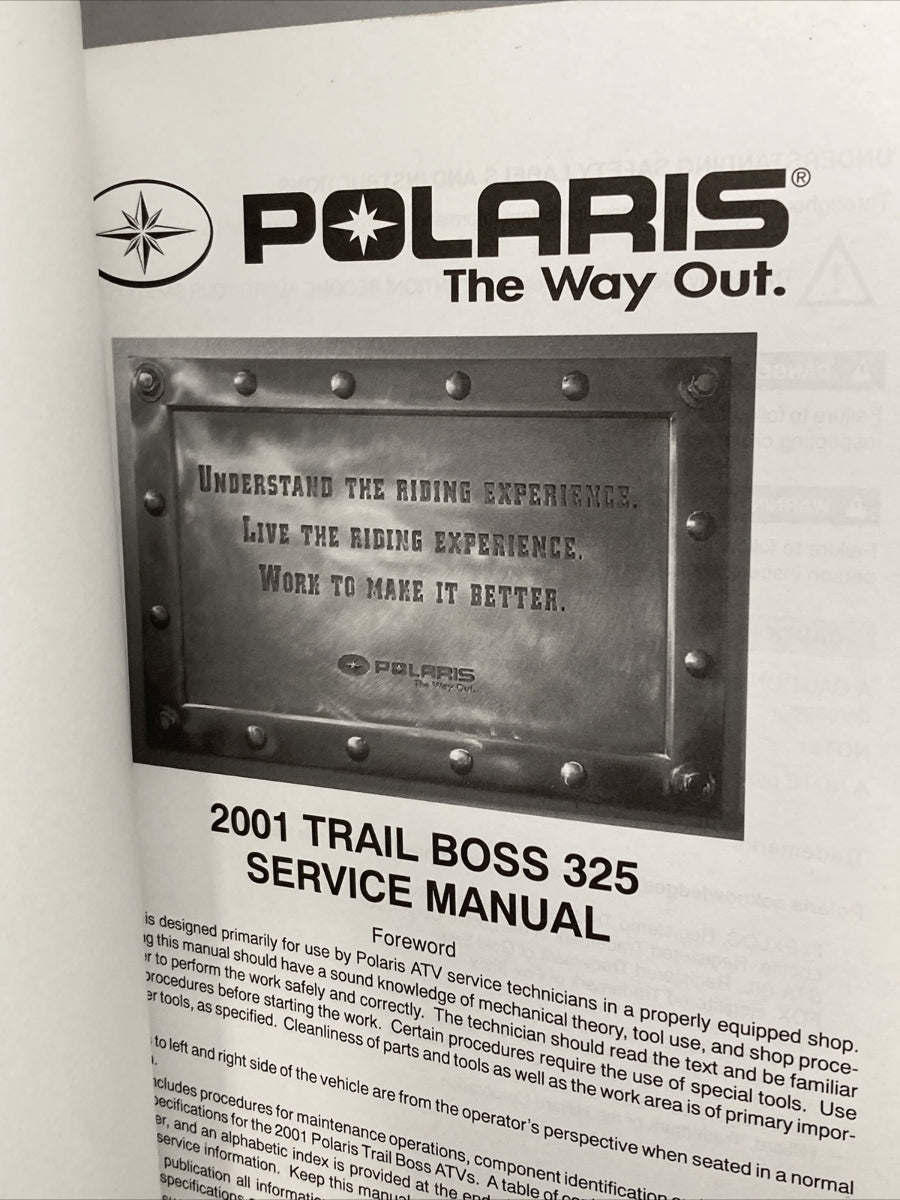 POLARIS®
The Way Out.
UNDERSTAND THE RIDING EXPERIENCE.
LIVE THE RIDING EXPERIENCE.
WORK TO MAKE IT BETTER.
POLARIS
The Way Out.
2001 TRAIL BOSS 325
SERVICE MANUAL
Foreword
is designed primarily for use by Polaris ATV service technicians in a properly equipped shop.
this manual should have a sound knowledge of mechanical theory, tool use, and shop proce-
to perform the work safely and correctly. The technician should read the text and be familiar
procedures before starting the work. Certain procedures require the use of special tools. Use
er tools, as specified. Cleanliness of parts and tools as well as the work area is of primary impor-
to left and right side of the vehicle are from the operator's perspective when seated in a normal
includes procedures for maintenance operations, component identification
pecifications for the 2001 Polaris Trail Boss ATVs. A table of
er, and an alphabetic index is provided at the end
service information. Keep this manual
publication all informat
specifications